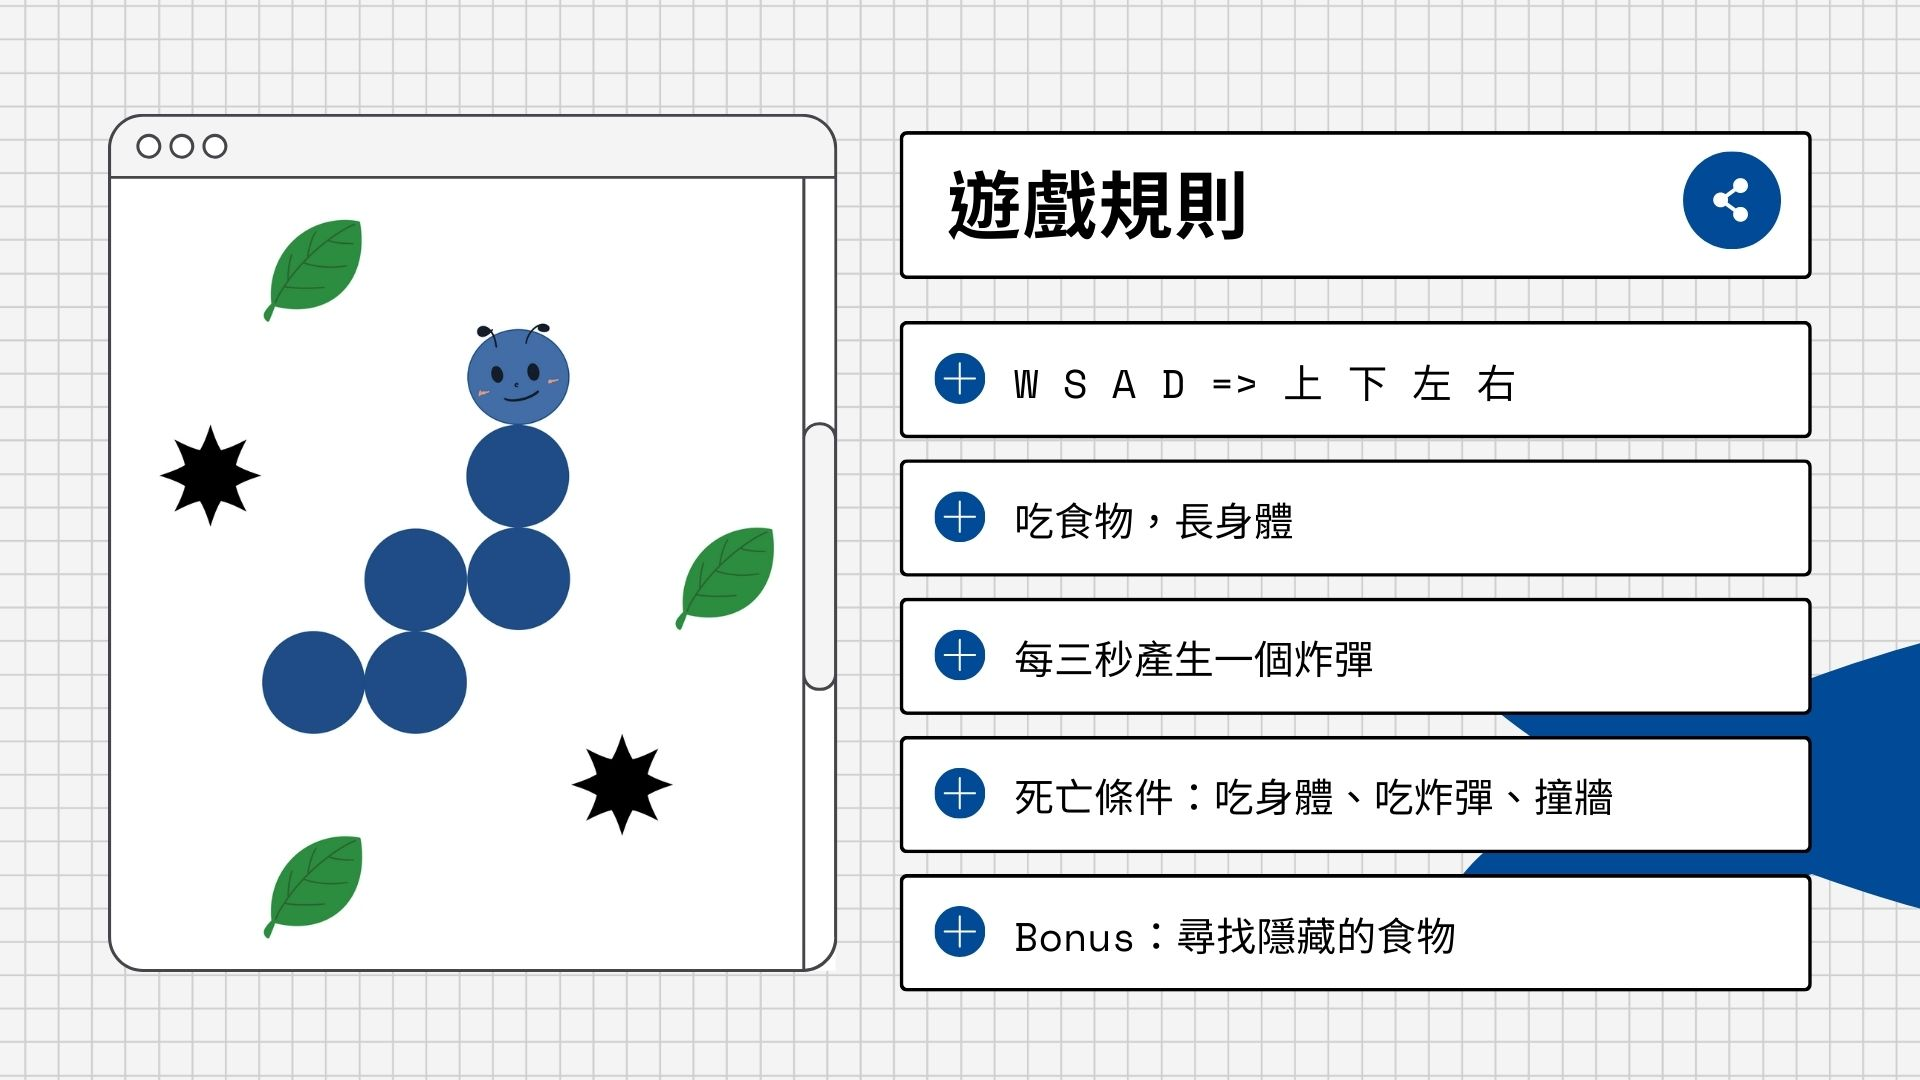 遊戲規則
W S A D => 上 下 左 右
吃食物，長身體
每三秒產生一個炸彈
死亡條件：吃身體、吃炸彈、撞牆
Bonus：尋找隱藏的食物